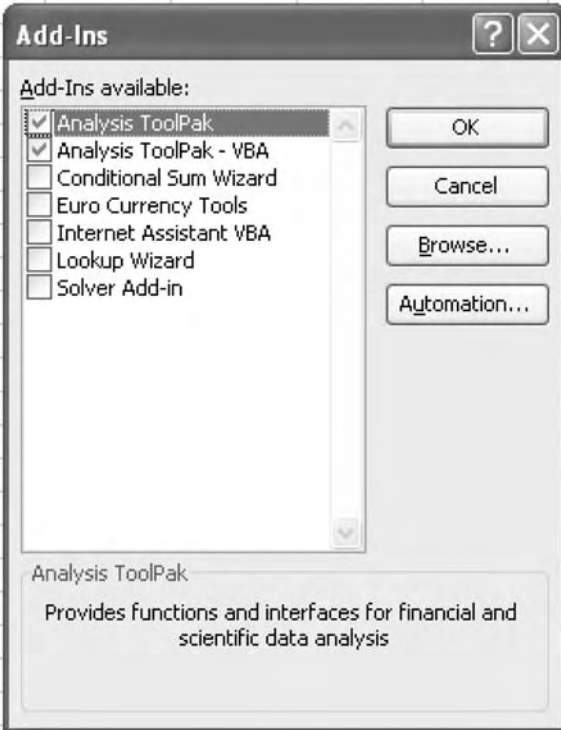 Add-Ins
Add-Ins available:
Analysis ToolPak
Analysis ToolPak - VBA
Conditional Sum Wizard
Euro Currency Tools
Internet Assistant VBA
Lookup Wizard
Solver Add-in
OK
Cancel
Browse...
Automation...
Analysis ToolPak
Provides functions and interfaces for financial and
scientific data analysis